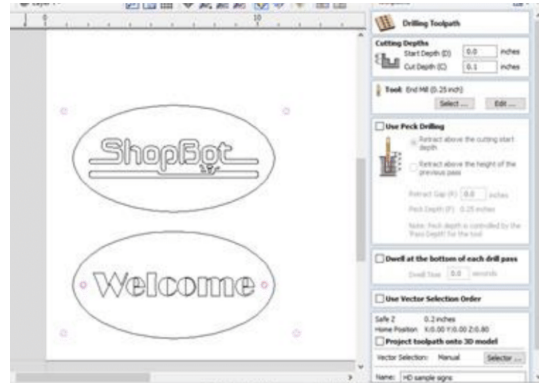 10
Drilling Toolpath
Cutting Depths
Start Depth (D) 0.0 inches
Cut Depth (C) 0.1 inches
Tool: End Mill (0.25 inch)
Select ... Edit ...
Use Peck Drilling
Retract above the cutting start
depth
Retract above the height of the
previous pass
Retract Gap (R) 0.0 inches
Peck Depth (P) 0.25 inches
Note: Peck depth is controlled by the
'Pass Depth' for the tool
Dwell at the bottom of each drill pass
Dwell Time 0.0 seconds
Use Vector Selection Order
Safe Z 0.2 inches
Home Position X:0.00 Y:0.00 Z:0.80
Project toolpath onto 3D model
Vector Selection: Manual Selector ...
Name: HD sample signs
ShopBot
Welcome